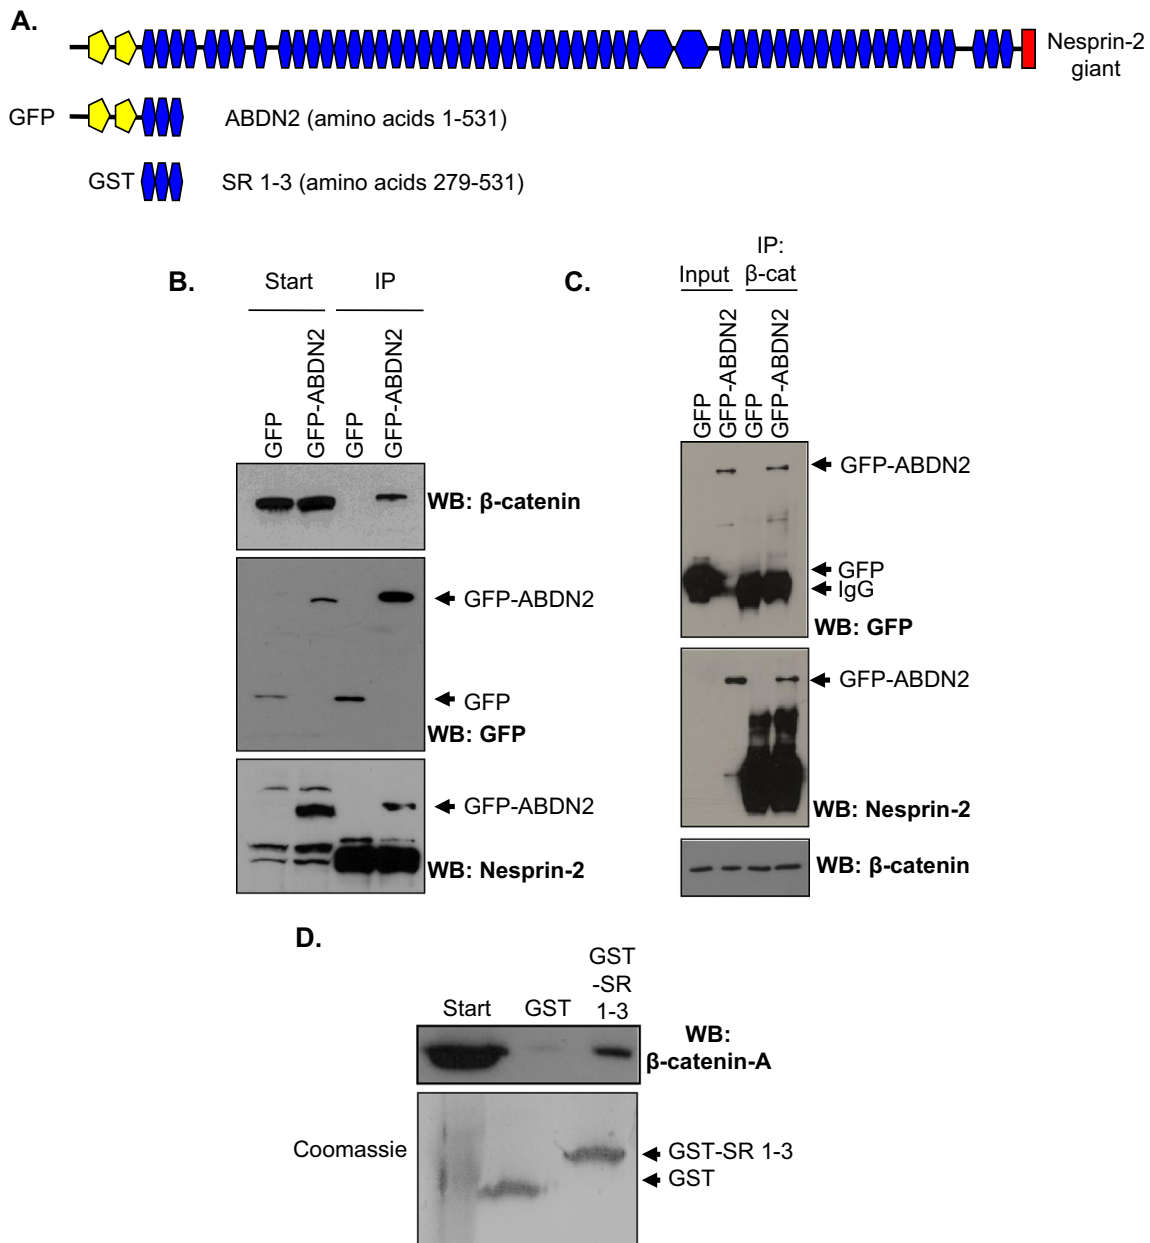 A.
Nesprin-2
giant
GFP
ABDN2 (amino acids 1-531)
GST
SR 1-3 (amino acids 279-531)
B.
Start
IP
GFP
GFP-ABDN2
GFP
GFP-ABDN2
WB: β-catenin
GFP-ABDN2
GFP
WB: GFP
GFP-ABDN2
WB: Nesprin-2
C.
Input
IP:
β-cat
GFP
GFP-ABDN2
GFP
GFP-ABDN2
GFP-ABDN2
GFP
IgG
WB: GFP
GFP-ABDN2
WB: Nesprin-2
WB: β-catenin
D.
Start
GST
GST
-SR
1-3
WB:
β-catenin-A
Coomassie
GST-SR 1-3
GST